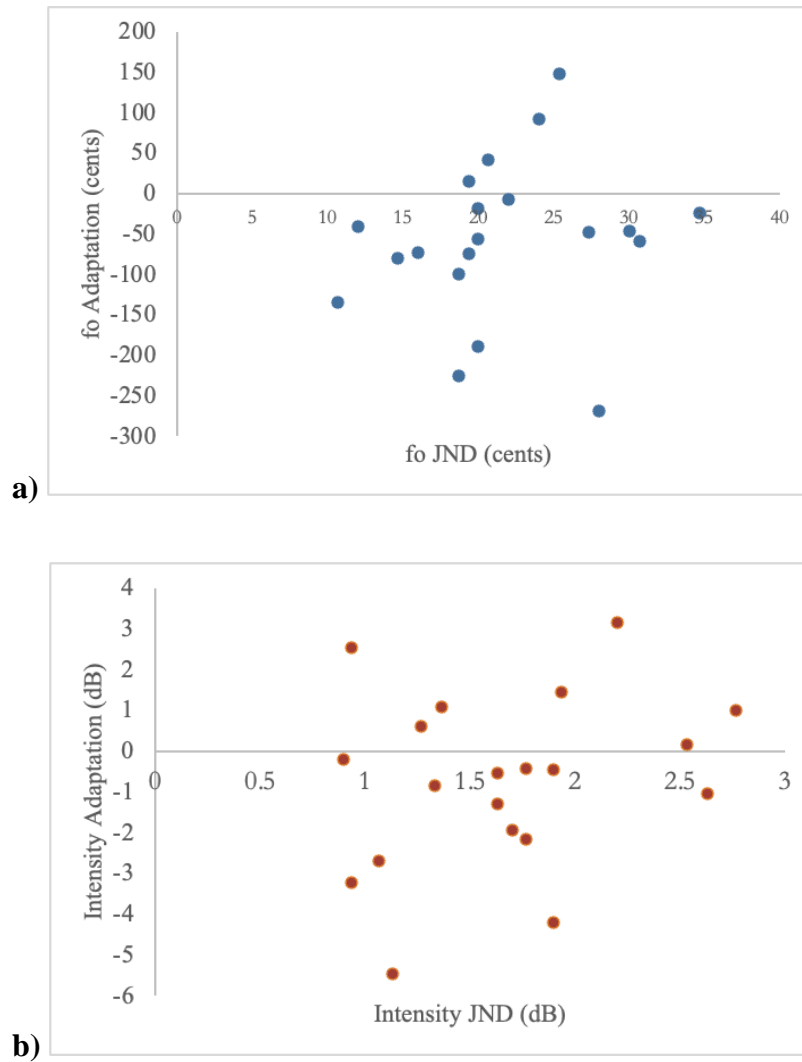 200
150
100
50
0
-50
-100
-150
-200
-250
-300
fo Adaptation (cents)
0 5 10 15 20 25 30 35 40
fo JND (cents)
a)
4
3
2
1
0
-1
-2
-3
-4
-5
-6
Intensity Adaptation (dB)
0 0.5 1 1.5 2 2.5 3
Intensity JND (dB)
b)